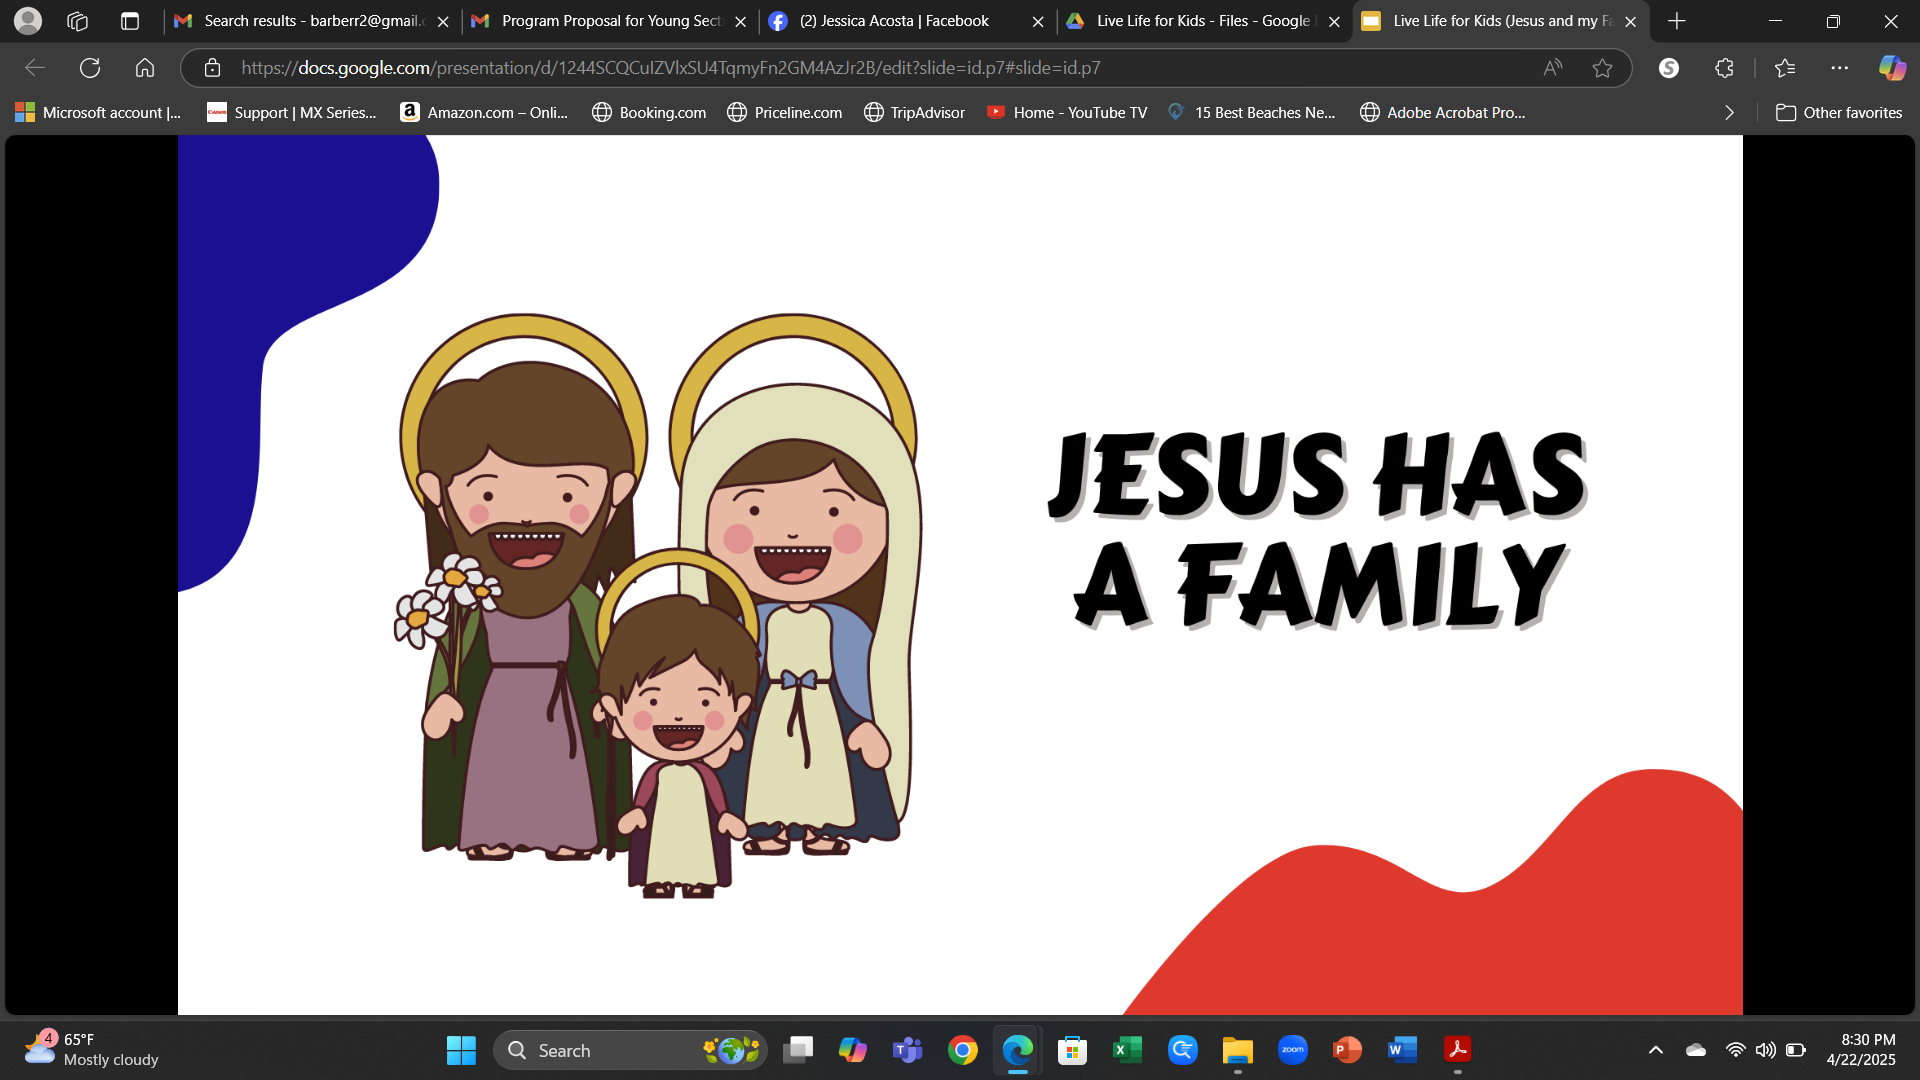 Search results - barberr2@gmail.c
Program Proposal for Young Secti
(2) Jessica Acosta | Facebook
Live Life for Kids - Files - Google
Live Life for Kids (Jesus and my Fa
https://docs.google.com/presentation/d/1244SCQCuIZVlxSU4TqmyFn2GM4AzJr2B/edit?slide=id.p7#slide=id.p7
Microsoft account |...
Support | MX Series...
Amazon.com – Onli...
Booking.com
Priceline.com
TripAdvisor
Home - YouTube TV
15 Best Beaches Ne...
Adobe Acrobat Pro...
Other favorites
JESUS HAS
A FAMILY
4
65°F
Mostly cloudy
Search
zoom
8:30 PM
4/22/2025